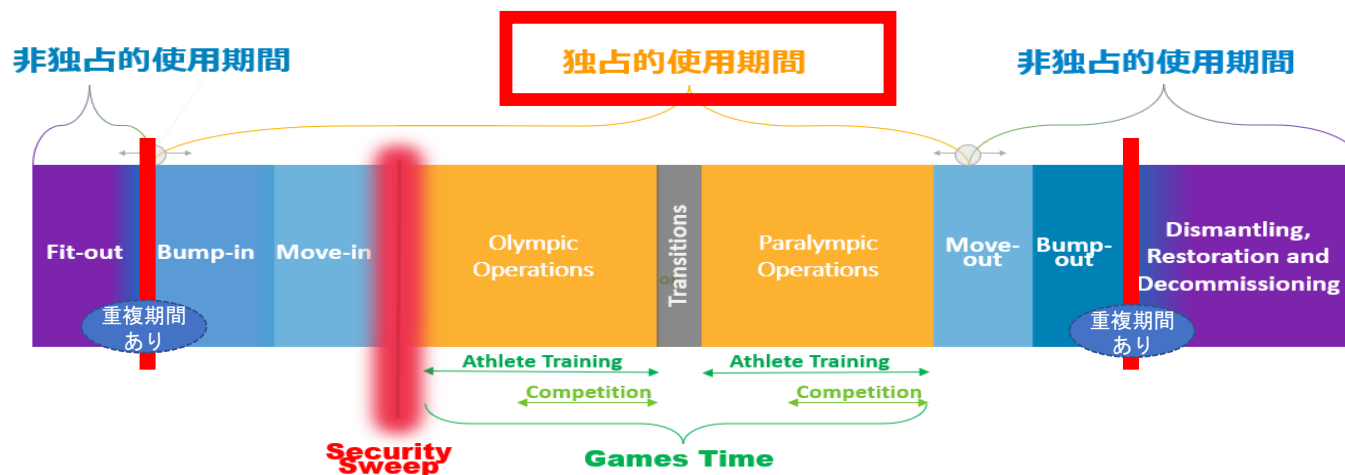 非独占的使用期間
独占的使用期間
非独占的使用期間
Fit-out
Bump-in
Move-in
Olympic
Operations
Transitions
Paralympic
Operations
Move-
out
Bump-
out
Dismantling,
Restoration and
Decommissioning
重複期間
あり
重複期間
あり
Athlete Training
Competition
Athlete Training
Competition
Security
Sweep
Games Time